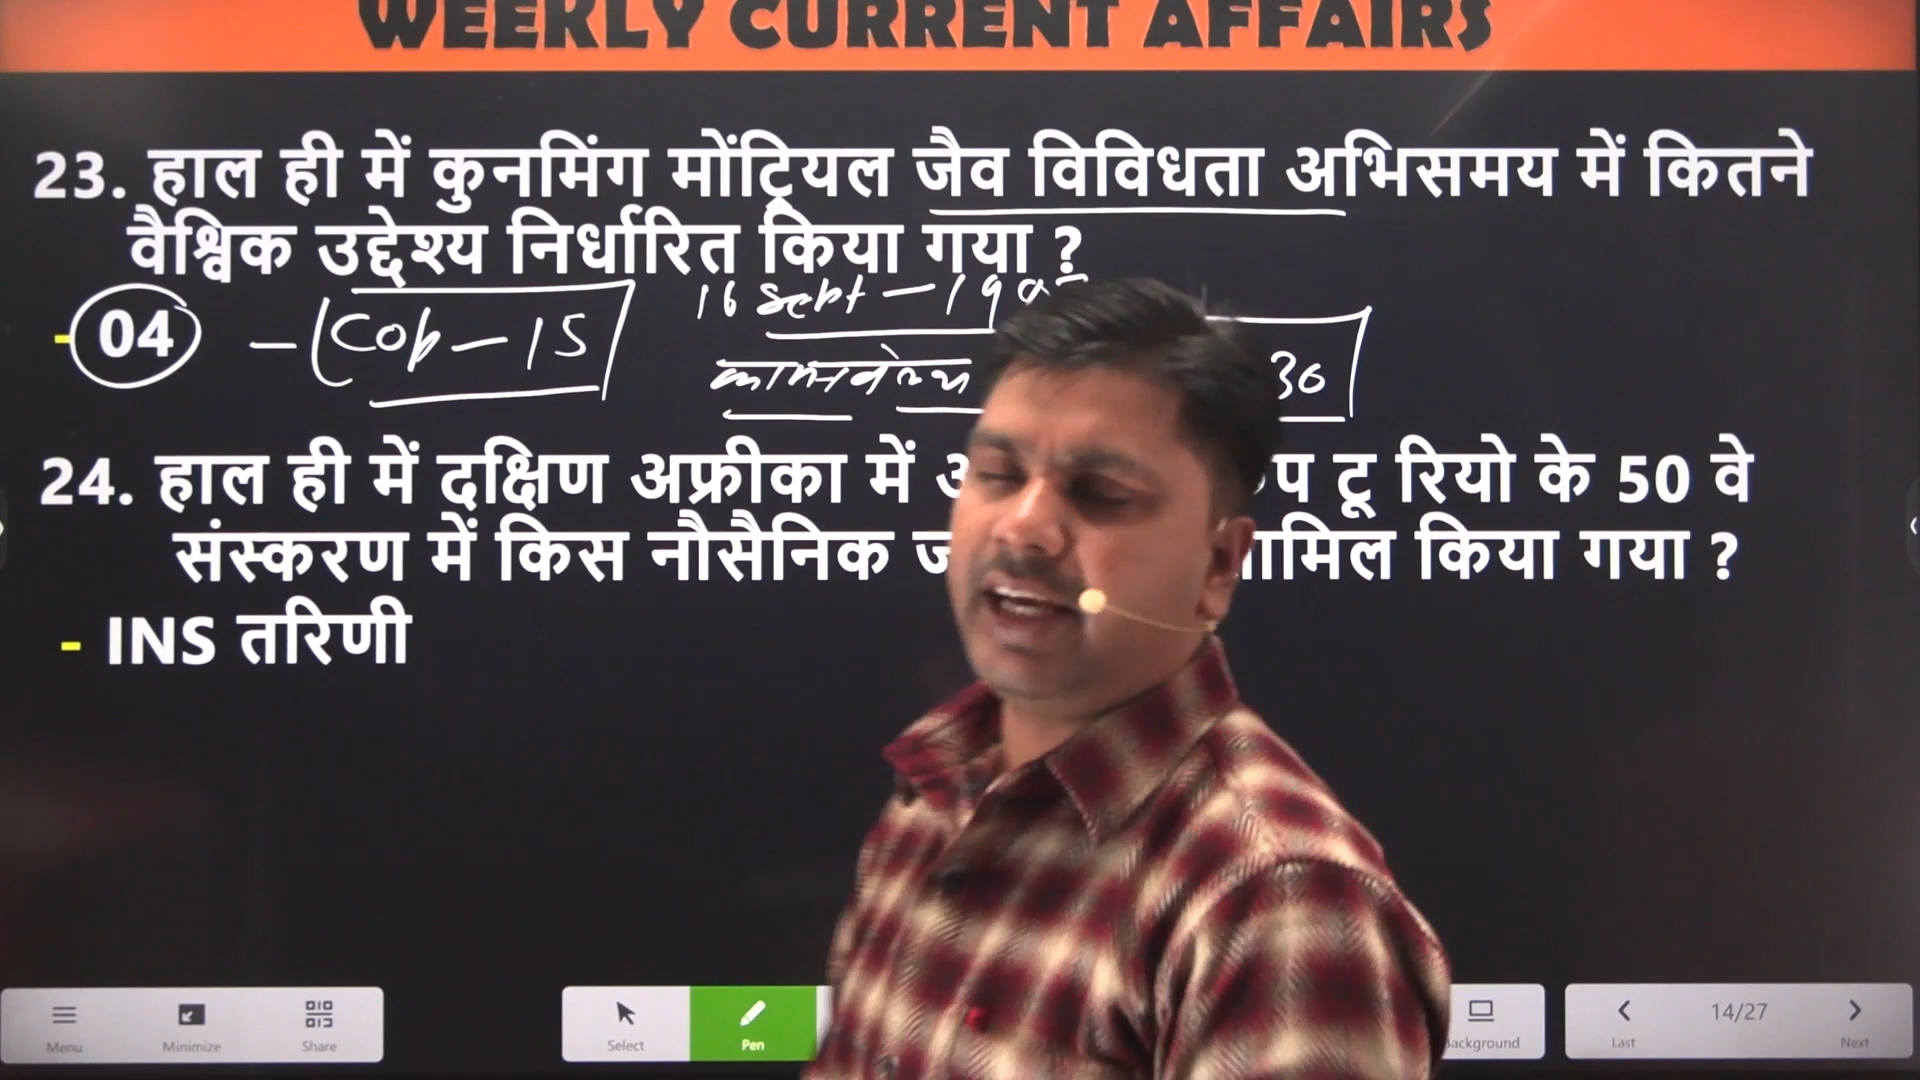 WEEKLY CURRENT AFFAIRS
23. हाल ही में कुनमिंग मोंट्रियल जैव विविधता अभिसमय में कितने
वैश्विक उद्देश्य निर्धारित किया गया ?
- 04 - Cop - 15
16 Sept - 19
30
24. हाल ही में दक्षिण अफ्रीका में टू रियो के 50 वे
संस्करण में किस नौसैनिक किया गया ?
- INS तरिणी
Menu Minimize Share Select Pen Background Last 14/27 Next